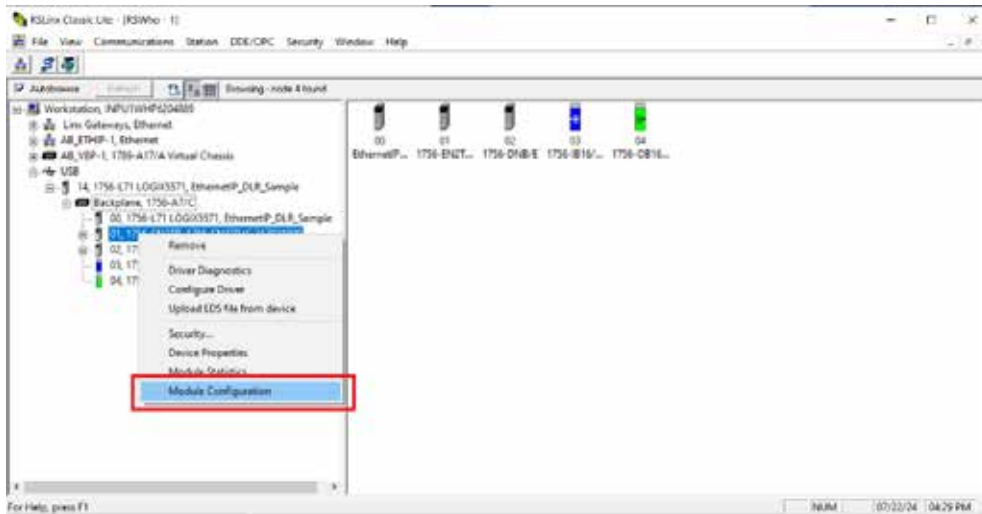 RSLinx Classic Lite - [RSWho - 1]
File View Communications Station DDE/OPC Security Window Help
Autobrowse Refresh Browsing - node 4 found
Workstation,
Linx Gateways, Ethernet
AB_ETHIP-1, Ethernet
AB_VBP-1, 1789-A17/A Virtual Chassis
USB
14, 1756-L71 LOGIX5571, EthernetIP_DLR_Sample
Backplane, 1756-A7/C
00, 1756-L71 LOGIX5571, EthernetIP_DLR_Sample
01,
02, 17
03, 17
04, 17
Remove
Driver Diagnostics
Configure Driver
Upload EDS file from device
Security...
Device Properties
Module Statistics
Module Configuration
00 01 02 03 04
EthernetIP... 1756-EN2T... 1756-DNB/E 1756-IB16/... 1756-OB16...
For Help, press F1
NUM 07/22/24 04:29 PM